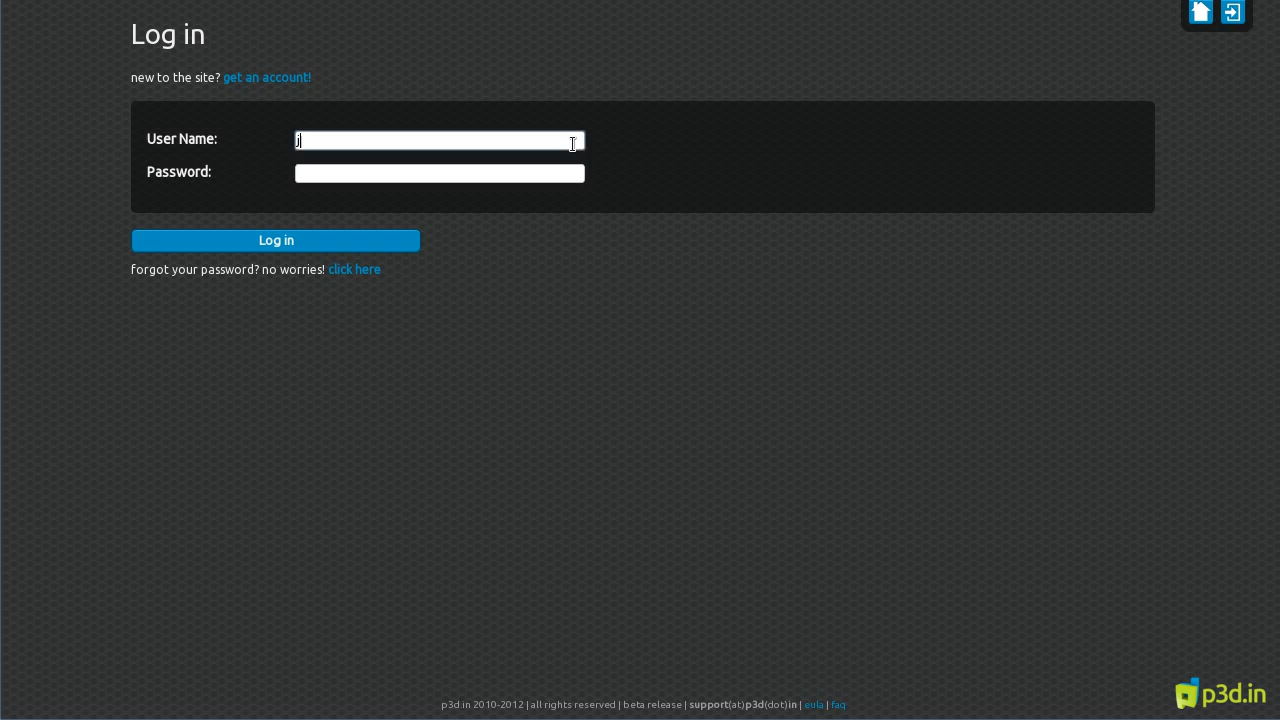 Log in
new to the site? get an account!
User Name: j
Password:
Log in
forgot your password? no worries! click here
p3d.in 2010-2012 | all rights reserved | beta release | support(at)p3d(dot)in | eula | faq
p3d.in